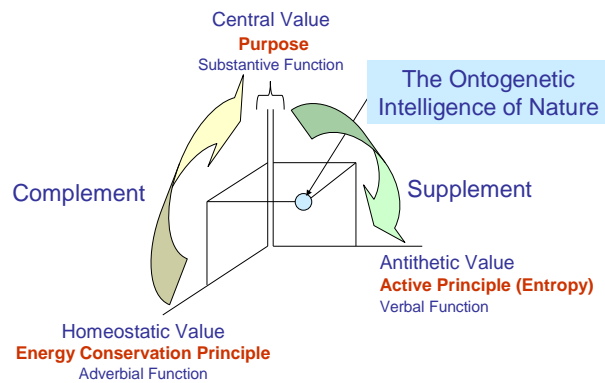 Central Value
Purpose
Substantive Function
The Ontogenetic
Intelligence of Nature
Complement
Supplement
Antithetic Value
Active Principle (Entropy)
Verbal Function
Homeostatic Value
Energy Conservation Principle
Adverbial Function